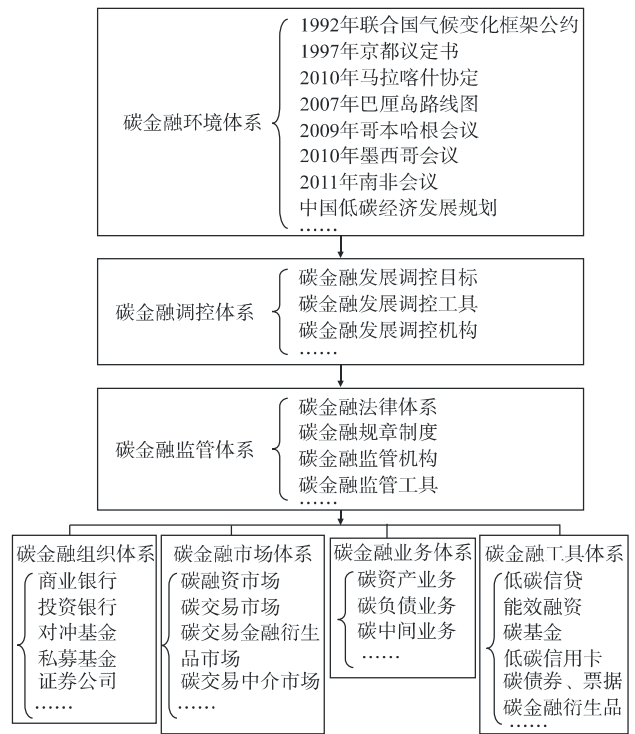 碳金融环境体系
1992年联合国气候变化框架公约
1997年京都议定书
2010年马拉喀什协定
2007年巴厘岛路线图
2009年哥本哈根会议
2010年墨西哥会议
2011年南非会议
中国低碳经济发展规划
……
碳金融调控体系
碳金融发展调控目标
碳金融发展调控工具
碳金融发展调控机构
……
碳金融监管体系
碳金融法律体系
碳金融规章制度
碳金融监管机构
碳金融监管工具
……
碳金融组织体系
商业银行
投资银行
对冲基金
私募基金
证券公司
……
碳金融市场体系
碳融资市场
碳交易市场
碳交易金融衍生
品市场
碳交易中介市场
……
碳金融业务体系
碳资产业务
碳负债业务
碳中间业务
……
碳金融工具体系
低碳信贷
能效融资
碳基金
低碳信用卡
碳债券、票据
碳金融衍生品
……